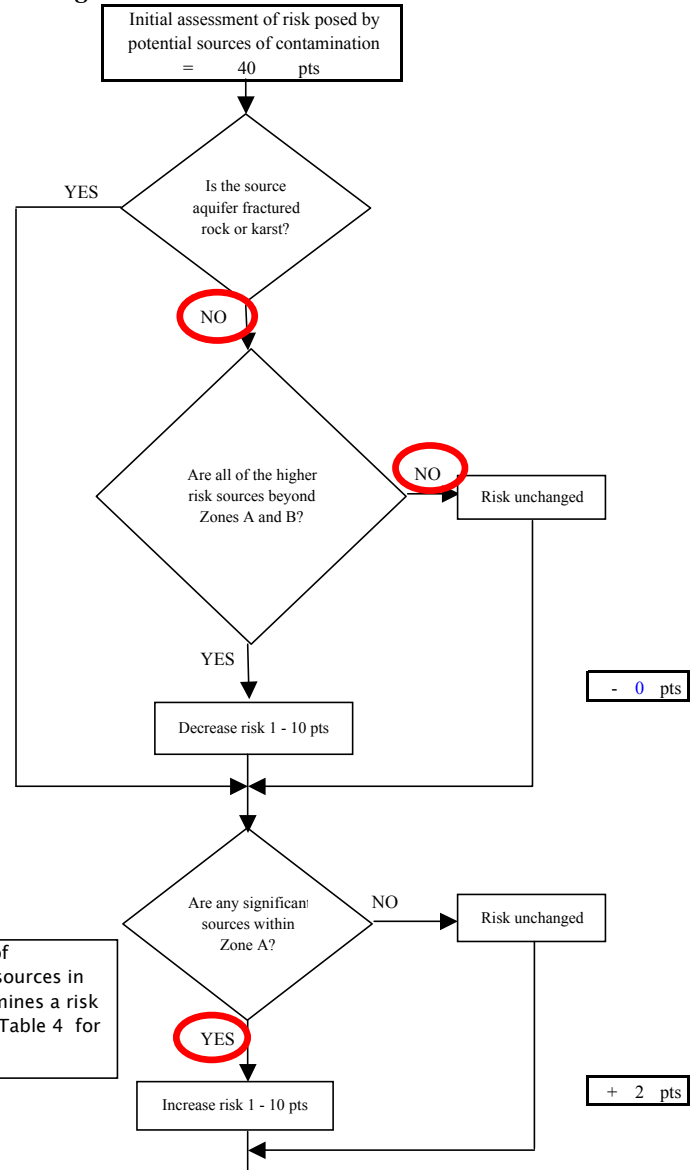 Initial assessment of risk posed by
potential sources of contamination
= 40 pts
YES
Is the source
aquifer fractured
rock or karst?
NO
Are all of the higher
risk sources beyond
Zones A and B?
NO
Risk unchanged
YES
- 0 pts
Decrease risk 1 - 10 pts
Are any significant
sources within
Zone A?
NO
Risk unchanged
of
sources in
mines a risk
Table 4 for
YES
Increase risk 1 - 10 pts
+ 2 pts